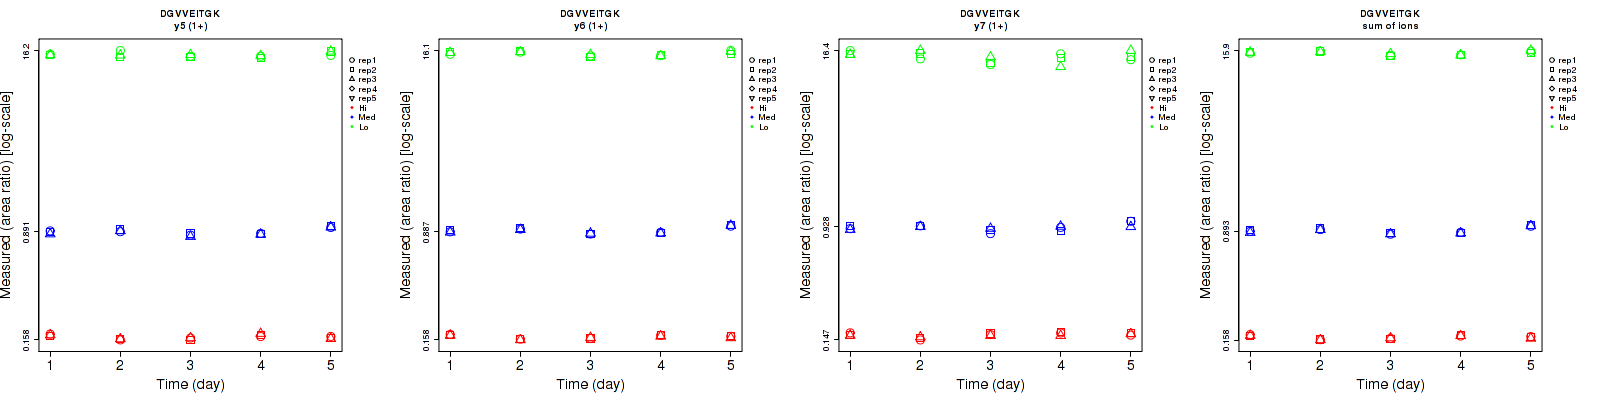 DGVVEITGK
y5 (1+)
Measured (area ratio) [log-scale]
16.2
0.891
0.158
1 2 3 4 5
Time (day)
rep1
rep2
rep3
rep4
rep5
Hi
Med
Lo
DGVVEITGK
y6 (1+)
Measured (area ratio) [log-scale]
16.1
0.887
0.158
1 2 3 4 5
Time (day)
rep1
rep2
rep3
rep4
rep5
Hi
Med
Lo
DGVVEITGK
y7 (1+)
Measured (area ratio) [log-scale]
16.4
0.928
0.147
1 2 3 4 5
Time (day)
rep1
rep2
rep3
rep4
rep5
Hi
Med
Lo
DGVVEITGK
sum of ions
Measured (area ratio) [log-scale]
15.9
0.893
0.158
1 2 3 4 5
Time (day)
rep1
rep2
rep3
rep4
rep5
Hi
Med
Lo